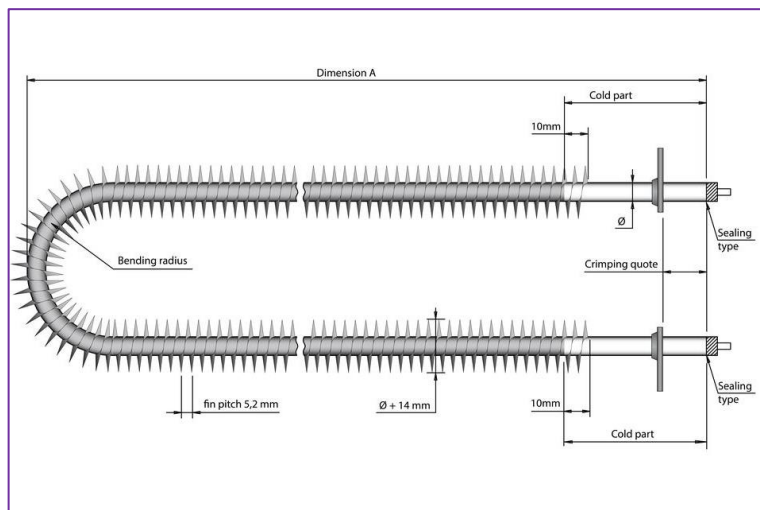 Dimension A
Cold part
10mm
Ø
Sealing
type
Bending radius
Crimping quote
fin pitch 5,2 mm
Ø + 14 mm
10mm
Sealing
type
Cold part